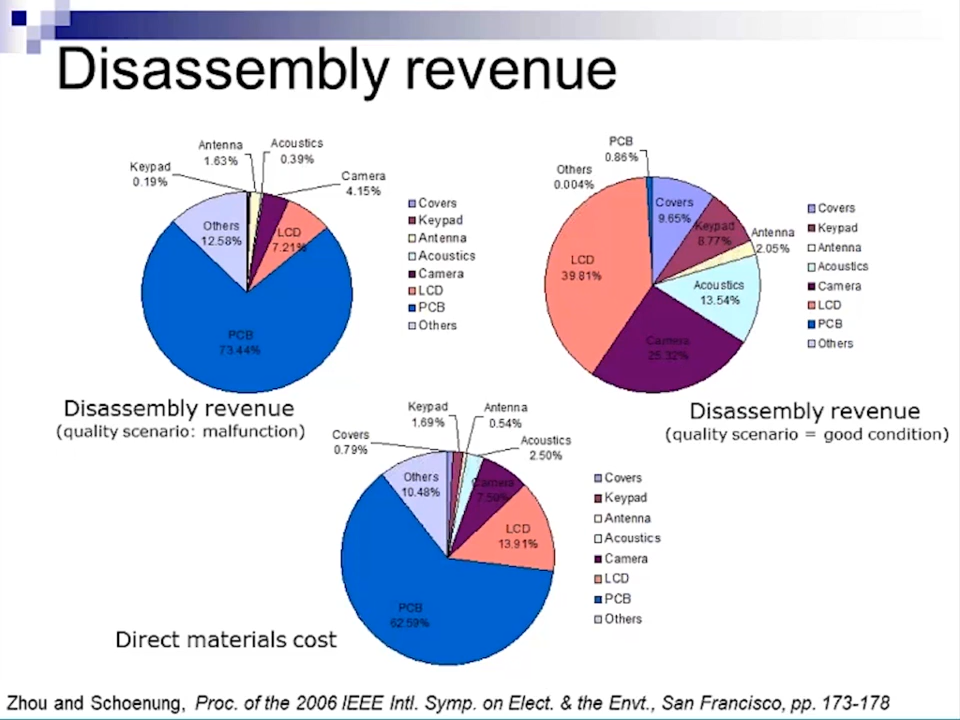 Disassembly revenue
Antenna
1.63%
Acoustics
0.39%
Keypad
0.19%
Camera
4.15%
Others
12.58%
LCD
7.21%
PCB
73.44%
Covers
Keypad
Antenna
Acoustics
Camera
LCD
PCB
Others
Disassembly revenue
(quality scenario: malfunction)
PCB
0.86%
Others
0.004%
Covers
9.65%
Keypad
8.77%
Antenna
2.05%
LCD
39.81%
Acoustics
13.54%
Camera
25.32%
Covers
Keypad
Antenna
Acoustics
Camera
LCD
PCB
Others
Disassembly revenue
(quality scenario = good condition)
Keypad
1.69%
Antenna
0.54%
Covers
0.79%
Acoustics
2.50%
Others
10.48%
Camera
7.50%
LCD
13.91%
PCB
62.59%
Covers
Keypad
Antenna
Acoustics
Camera
LCD
PCB
Others
Direct materials cost
Zhou and Schoenung, Proc. of the 2006 IEEE Intl. Symp. on Elect. & the Envt., San Francisco, pp. 173-178